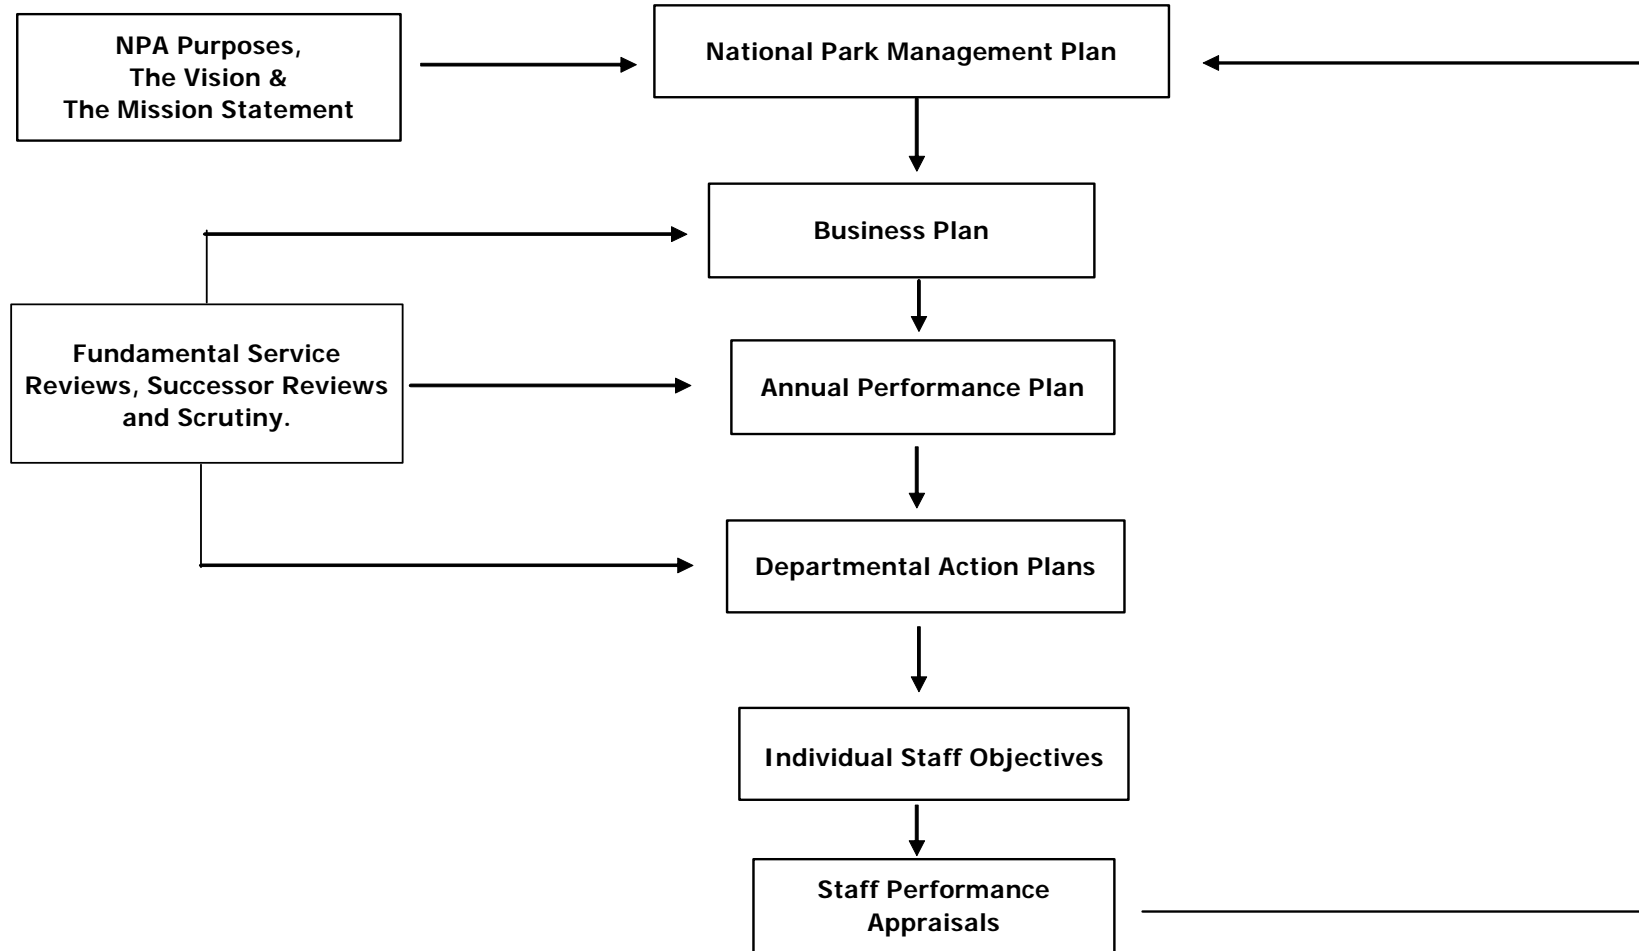 NPA Purposes,
The Vision &
The Mission Statement
National Park Management Plan
Business Plan
Fundamental Service
Reviews, Successor Reviews
and Scrutiny.
Annual Performance Plan
Departmental Action Plans
Individual Staff Objectives
Staff Performance
Appraisals